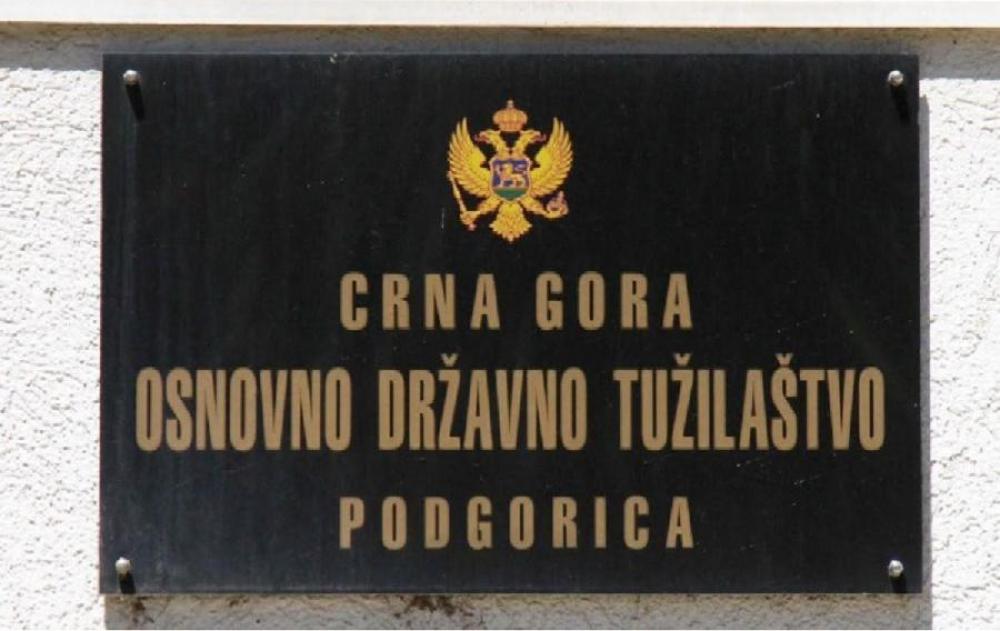 CRNA GORA
OSNOVNO DRŽAVNO TUŽILAŠTVO
PODGORICA